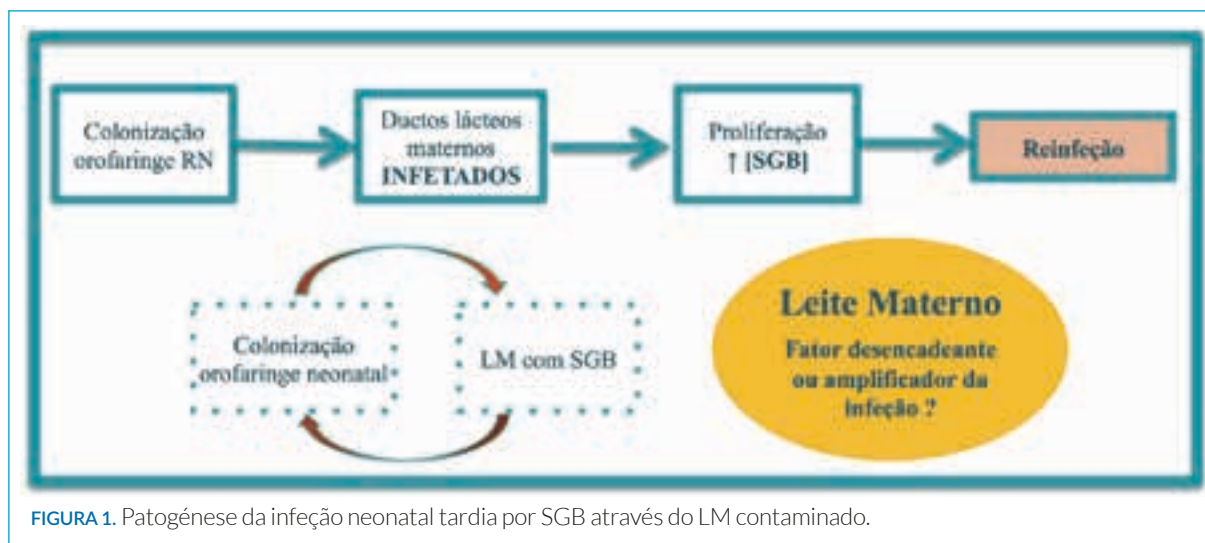 Colonização
orofaringe RN
Ductos lácteos
maternos
INFETADOS
Proliferação
↑ [SGB]
Reinfeção
Colonização
orofaringe neonatal
LM com SGB
Leite Materno
Fator desencadeante
ou amplificador da
infeção ?
FIGURA 1. Patogénese da infeção neonatal tardia por SGB através do LM contaminado.